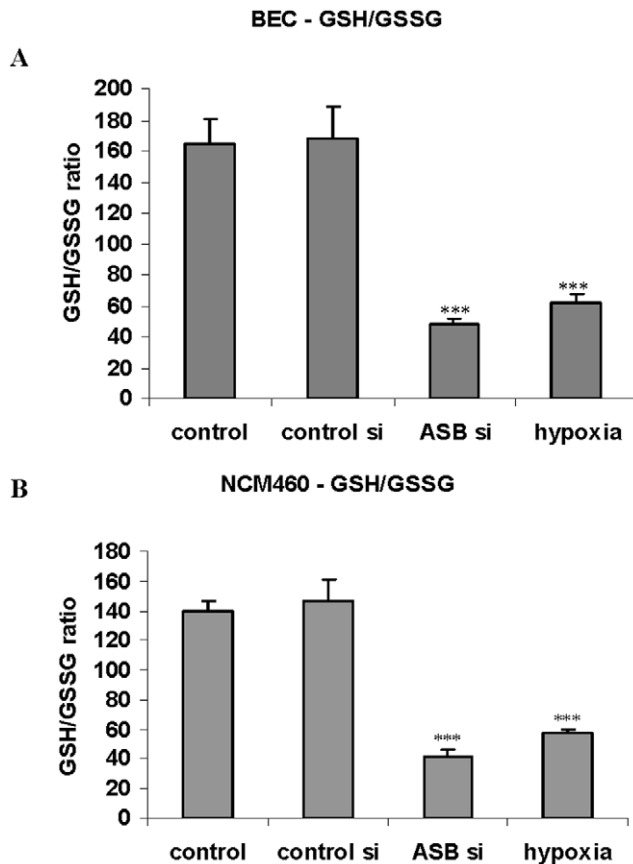 BEC - GSH/GSSG
A
200
180
160
140
120
100
80
60
40
20
0
GSH/GSSG ratio
***
***
control
control si
ASB si
hypoxia
B
NCM460 - GSH/GSSG
180
160
140
120
100
80
60
40
20
0
GSH/GSSG ratio
***
***
control
control si
ASB si
hypoxia